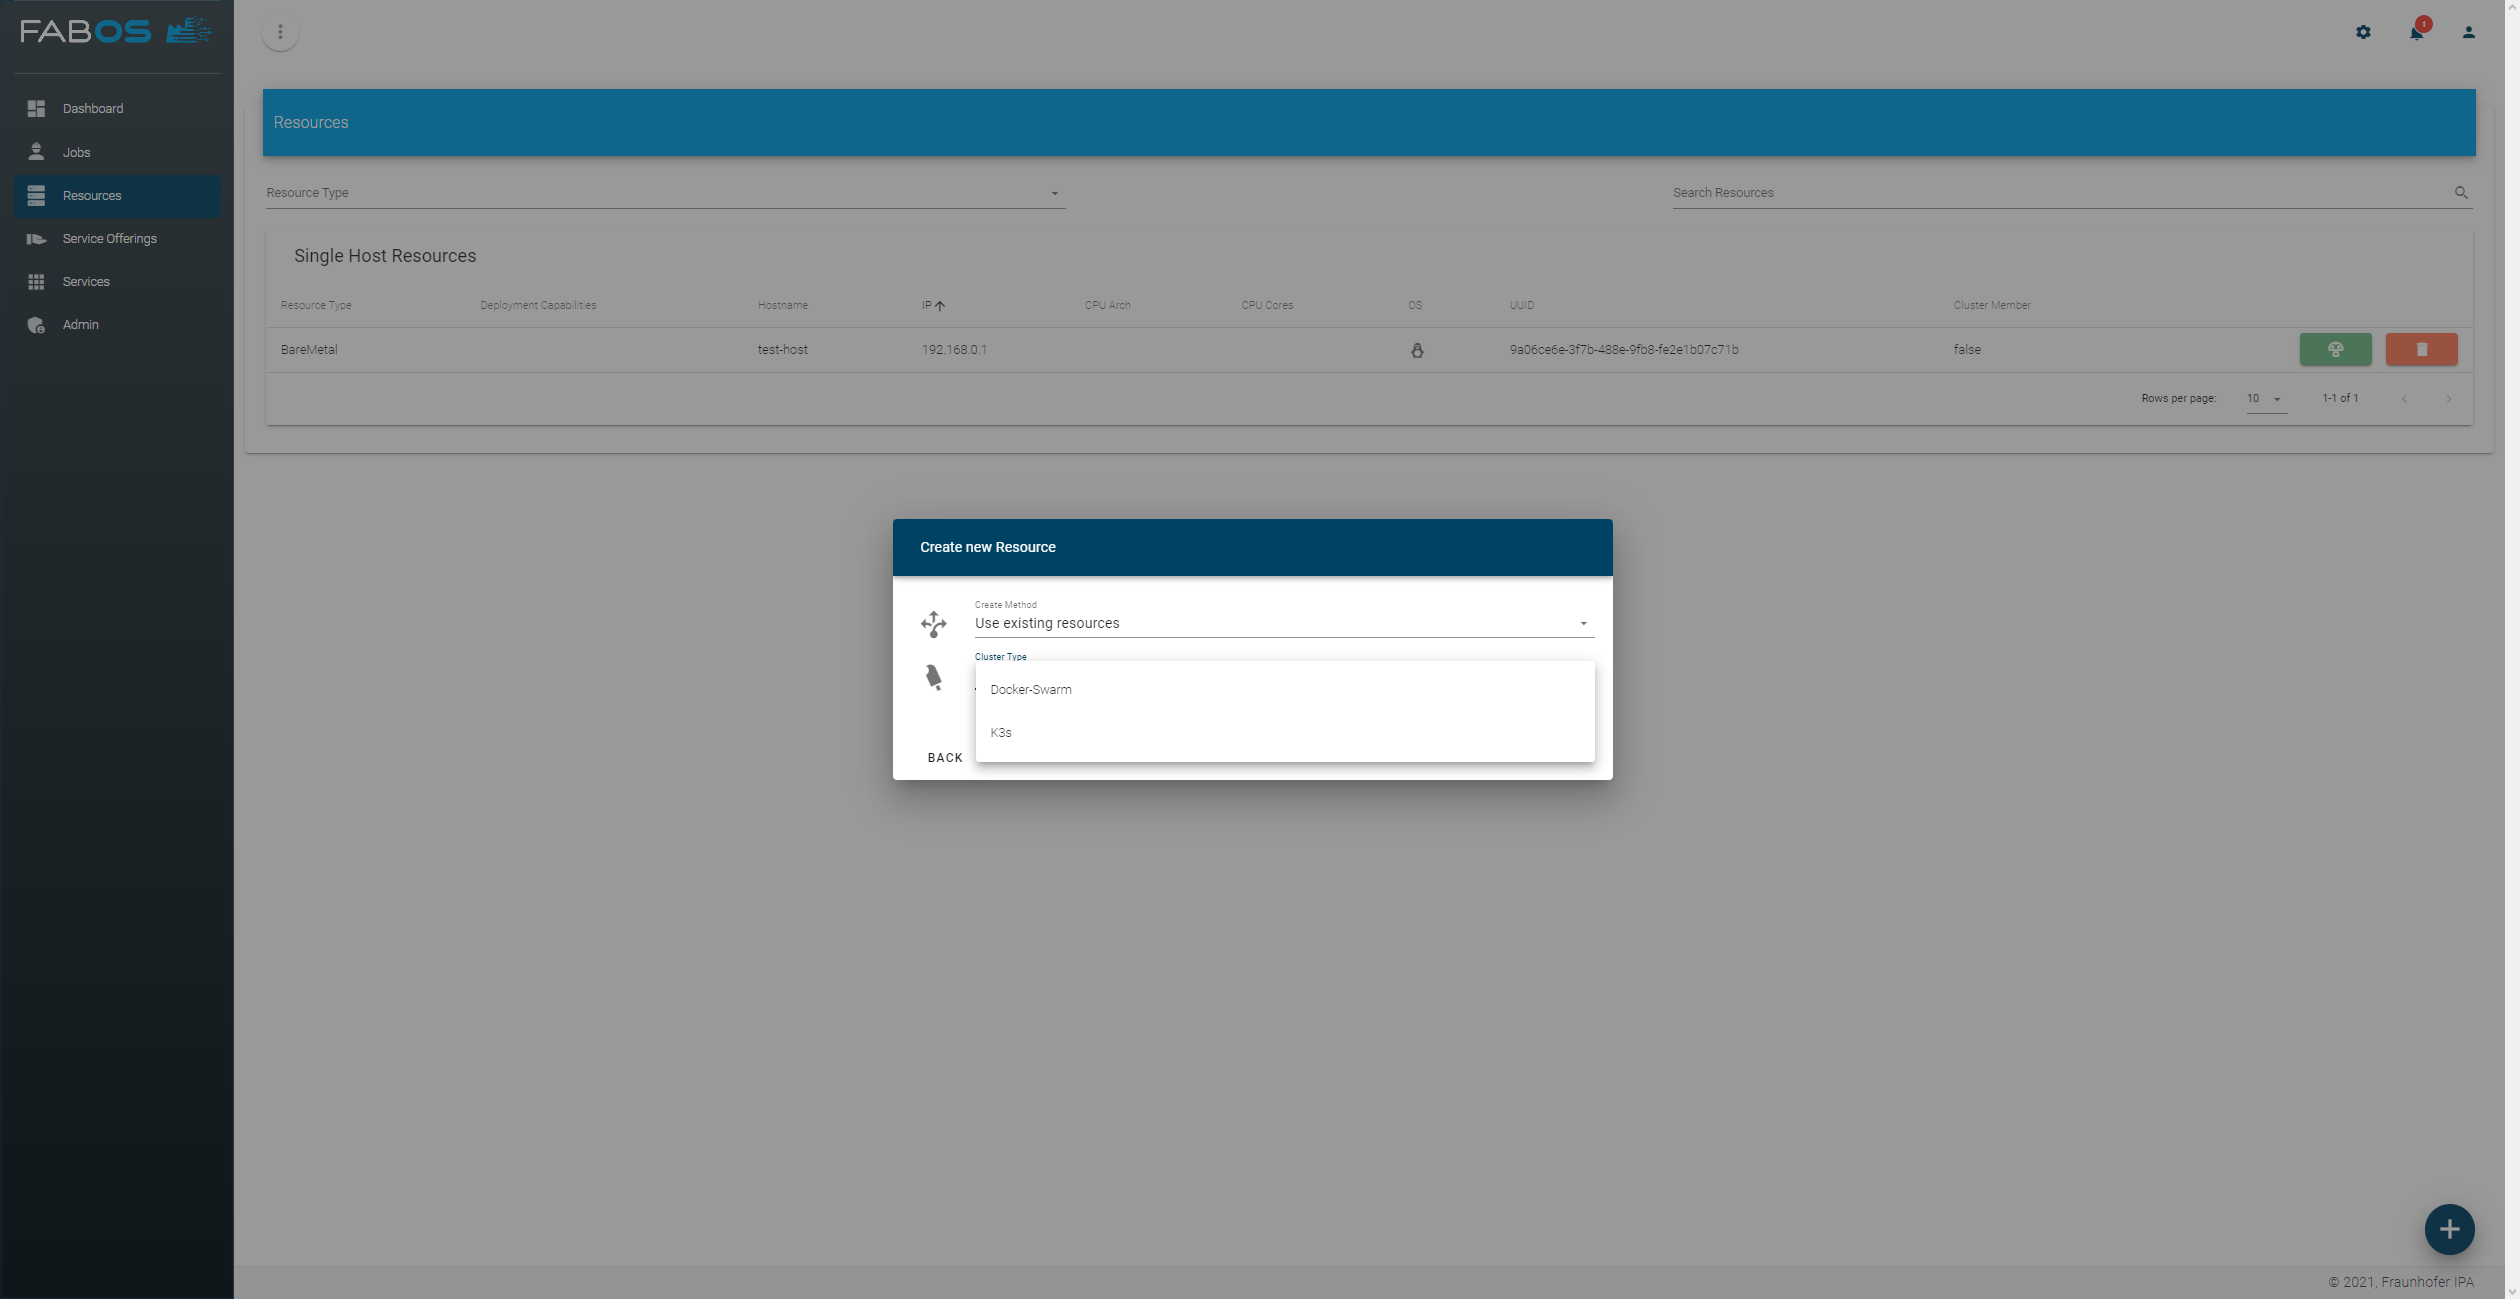 FABOS
1
Dashboard
Jobs
Resources
Service Offerings
Services
Admin
Resources
Resource Type
Search Resources
Single Host Resources
Resource Type Deployment Capabilities Hostname IP CPU Arch CPU Cores OS UUID Cluster Member
BareMetal test-host 192.168.0.1 9a06ce6e-3f7b-488e-9fb8-fe2e1b07c71b false
Rows per page: 10 1-1 of 1
Create new Resource
Create Method
Use existing resources
Cluster Type
Docker-Swarm
K3s
BACK
© 2021, Fraunhofer IPA